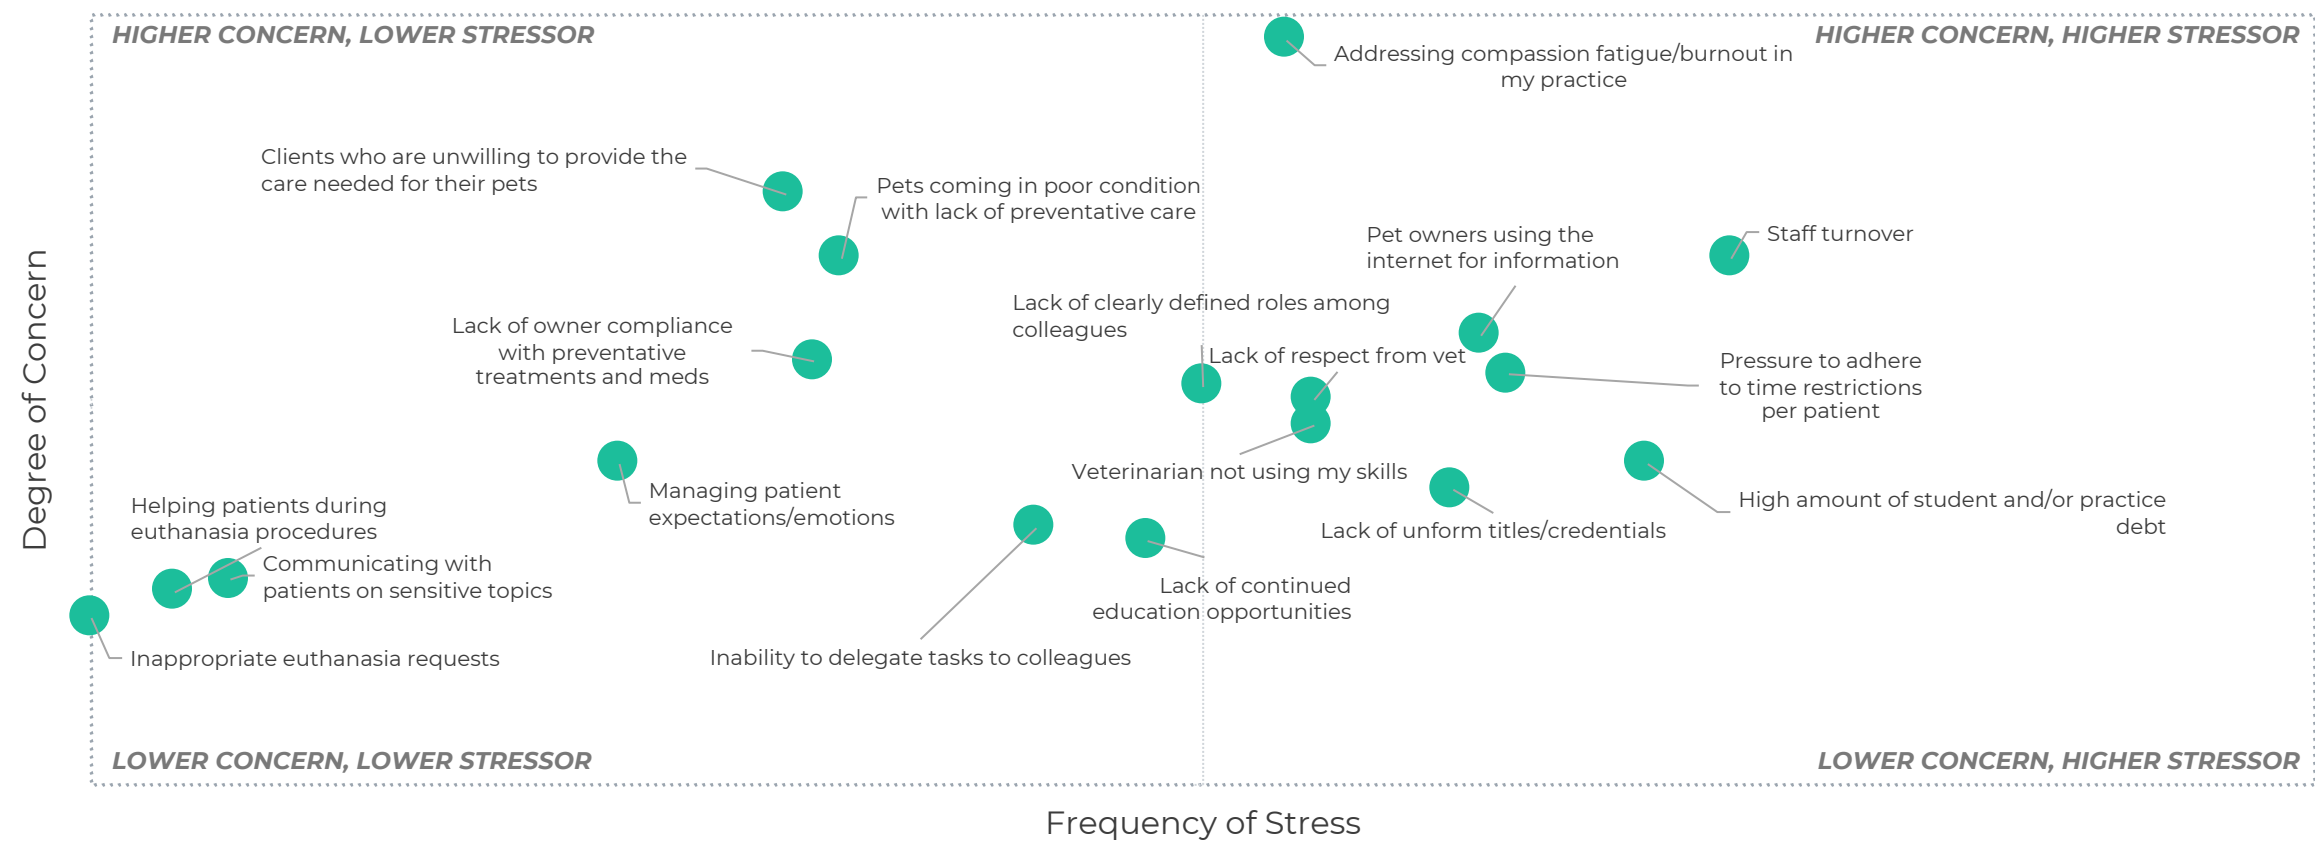 HIGHER CONCERN, LOWER STRESSOR
HIGHER CONCERN, HIGHER STRESSOR
Addressing compassion fatigue/burnout in
my practice
Clients who are unwilling to provide the
care needed for their pets
Pets coming in poor condition
with lack of preventative care
Pet owners using the
internet for information
Staff turnover
Lack of clearly defined roles among
colleagues
Lack of owner compliance
with preventative
treatments and meds
Lack of respect from vet
Pressure to adhere
to time restrictions
per patient
Veterinarian not using my skills
Managing patient
expectations/emotions
High amount of student and/or practice
debt
Helping patients during
euthanasia procedures
Lack of unform titles/credentials
Communicating with
patients on sensitive topics
Lack of continued
education opportunities
Inappropriate euthanasia requests
Inability to delegate tasks to colleagues
LOWER CONCERN, LOWER STRESSOR
LOWER CONCERN, HIGHER STRESSOR
Degree of Concern
Frequency of Stress